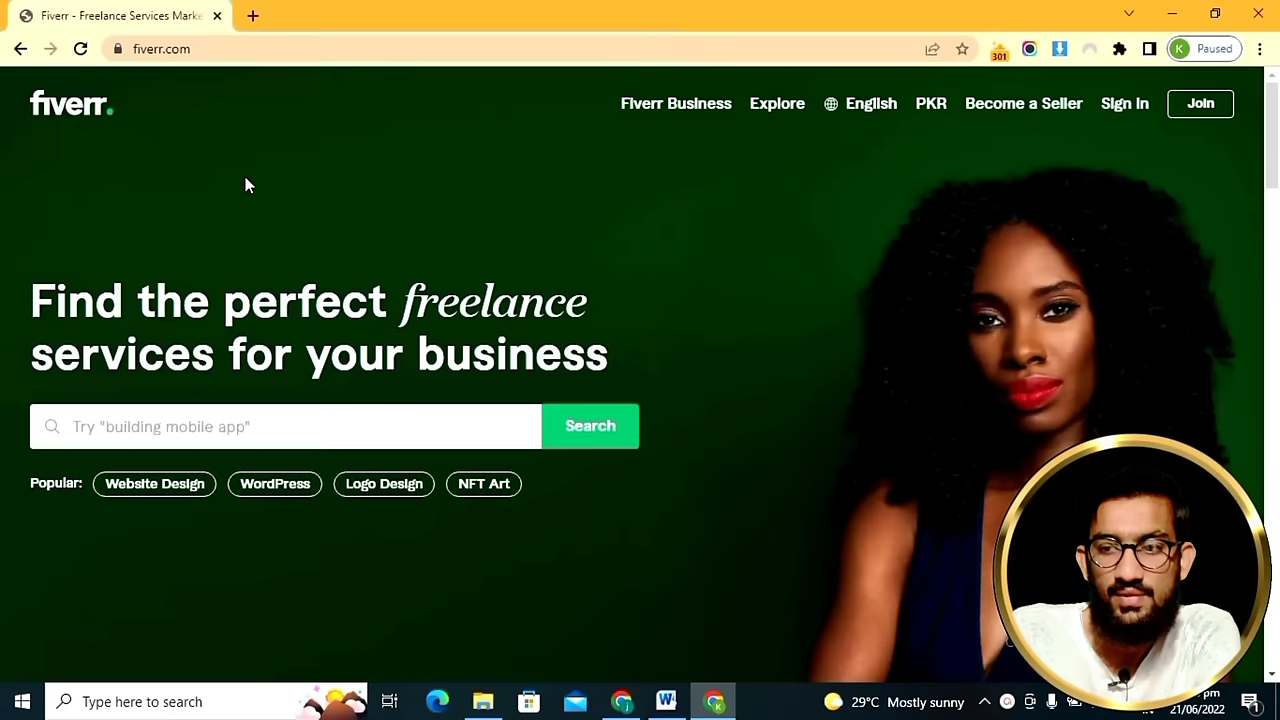 Fiverr - Freelance Services Marke
fiverr.com
301
K
Paused
fiverr.
Fiverr Business
Explore
English
PKR
Become a Seller
Sign In
Join
Find the perfect freelance
services for your business
Try "building mobile app"
Search
Popular:
Website Design
WordPress
Logo Design
NFT Art
Type here to search
29°C Mostly sunny
pm
21/06/2022